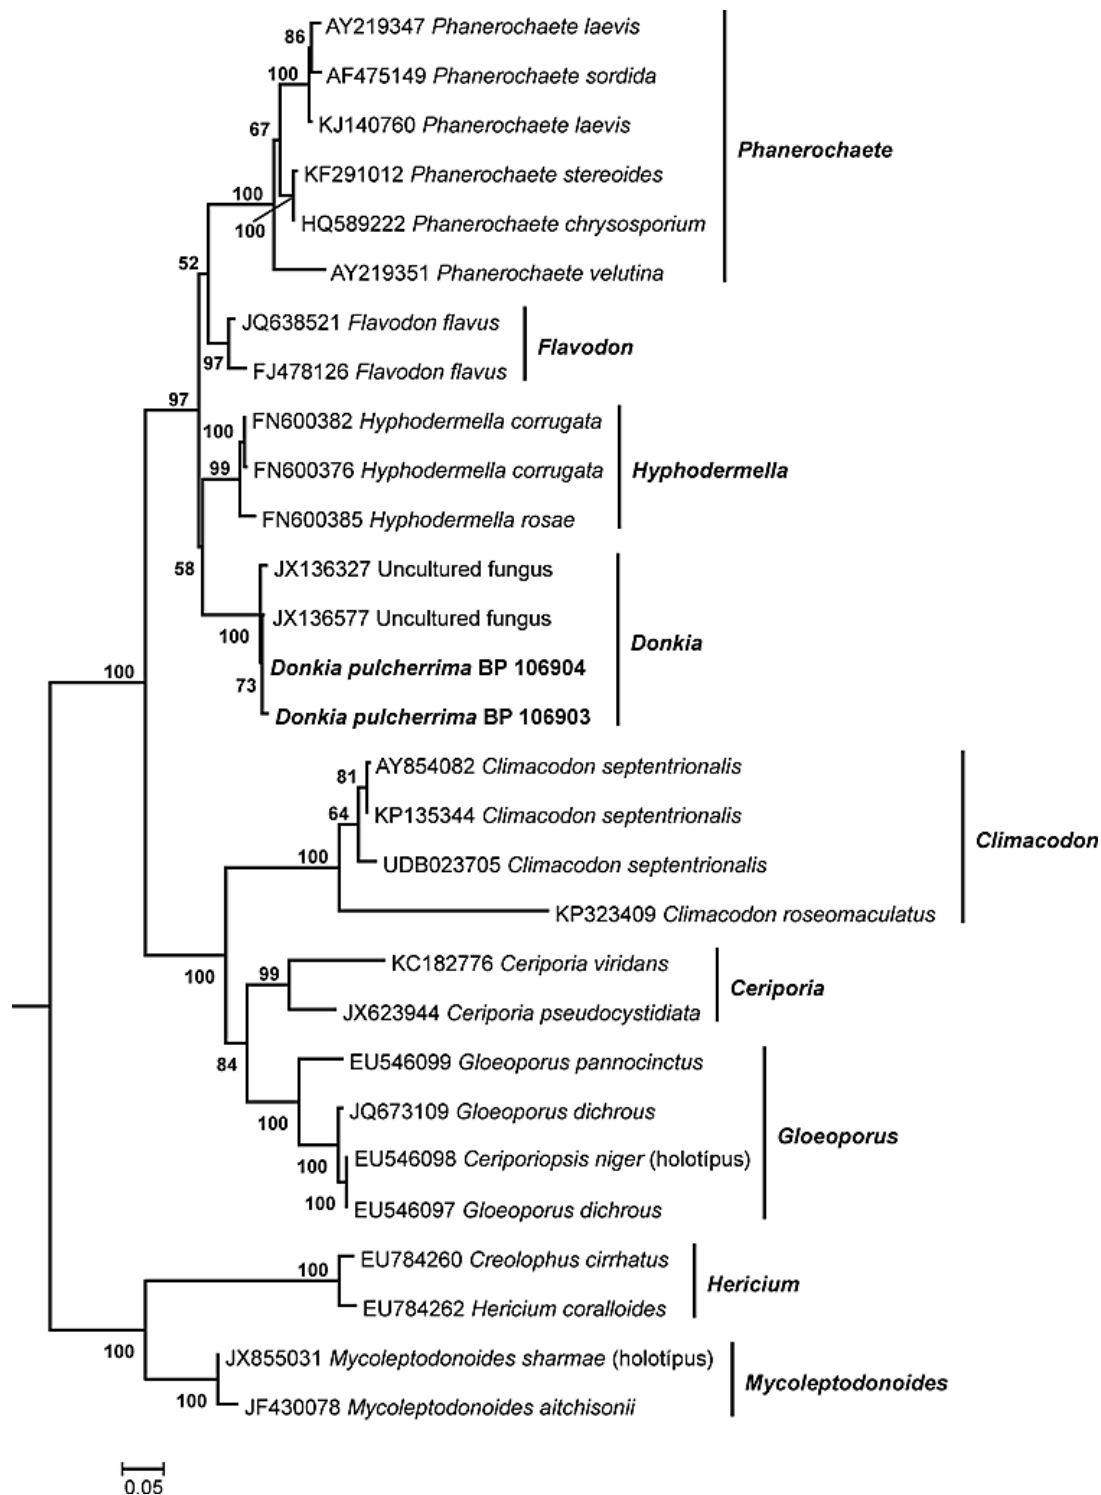 AY219347 Phanerochaete laevis
86
AF475149 Phanerochaete sordida
100
KJ140760 Phanerochaete laevis
67
Phanerochaete
KF291012 Phanerochaete stereoides
100
HQ589222 Phanerochaete chrysosporium
100
AY219351 Phanerochaete velutina
52
JQ638521 Flavodon flavus
Flavodon
97
FJ478126 Flavodon flavus
97
FN600382 Hyphodermella corrugata
100
99
FN600376 Hyphodermella corrugata
Hyphodermella
FN600385 Hyphodermella rosae
58
JX136327 Uncultured fungus
JX136577 Uncultured fungus
100
Donkia
Donkia pulcherrima BP 106904
100
73
Donkia pulcherrima BP 106903
AY854082 Climacodon septentrionalis
81
64
KP135344 Climacodon septentrionalis
Climacodon
100
UDB023705 Climacodon septentrionalis
KP323409 Climacodon roseomaculatus
KC182776 Ceriporia viridans
100
99
Ceriporia
JX623944 Ceriporia pseudocystidiata
84
EU546099 Gloeoporus pannocinctus
JQ673109 Gloeoporus dichrous
100
Gloeoporus
EU546098 Ceriporiopsis niger (holotípus)
100
100
EU546097 Gloeoporus dichrous
EU784260 Creolophus cirrhatus
100
Hericium
EU784262 Hericium coralloides
100
JX855031 Mycoleptodonoides sharmae (holotípus)
Mycoleptodonoides
100
JF430078 Mycoleptodonoides aitchisonii
0.05